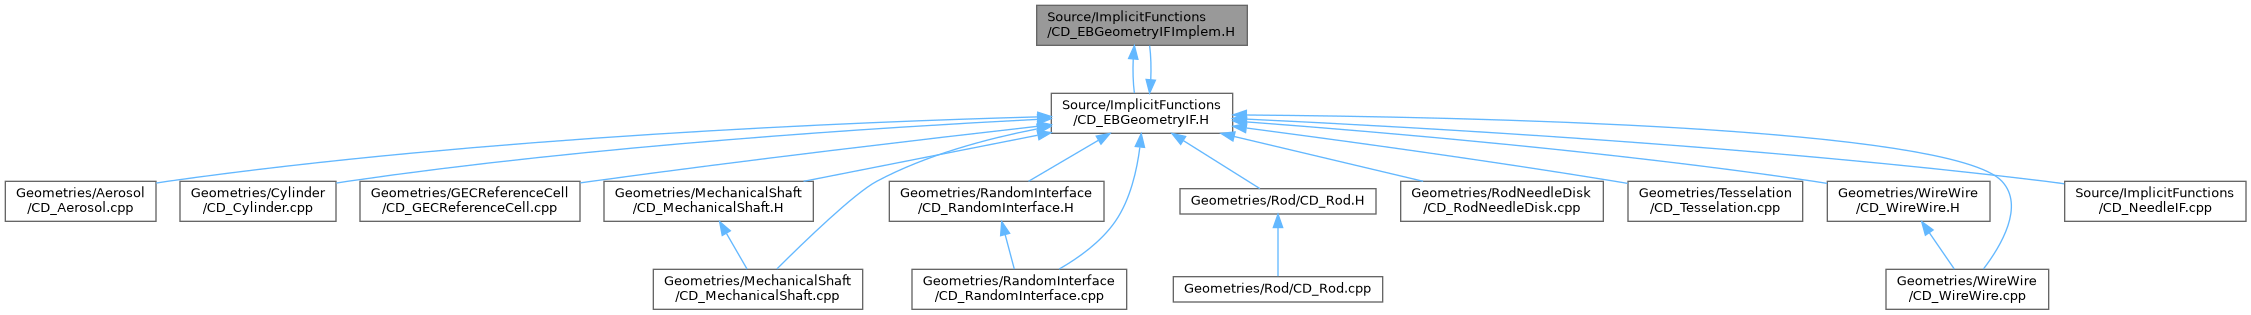 Source/ImplicitFunctions
/CD_EBGeometryIFImplem.H
Source/ImplicitFunctions
/CD_EBGeometryIF.H
Geometries/Aerosol
/CD_Aerosol.cpp
Geometries/Cylinder
/CD_Cylinder.cpp
Geometries/GECReferenceCell
/CD_GECReferenceCell.cpp
Geometries/MechanicalShaft
/CD_MechanicalShaft.H
Geometries/RandomInterface
/CD_RandomInterface.H
Geometries/Rod/CD_Rod.H
Geometries/RodNeedleDisk
/CD_RodNeedleDisk.cpp
Geometries/Tesselation
/CD_Tesselation.cpp
Geometries/WireWire
/CD_WireWire.H
Source/ImplicitFunctions
/CD_NeedleIF.cpp
Geometries/MechanicalShaft
/CD_MechanicalShaft.cpp
Geometries/RandomInterface
/CD_RandomInterface.cpp
Geometries/Rod/CD_Rod.cpp
Geometries/WireWire
/CD_WireWire.cpp